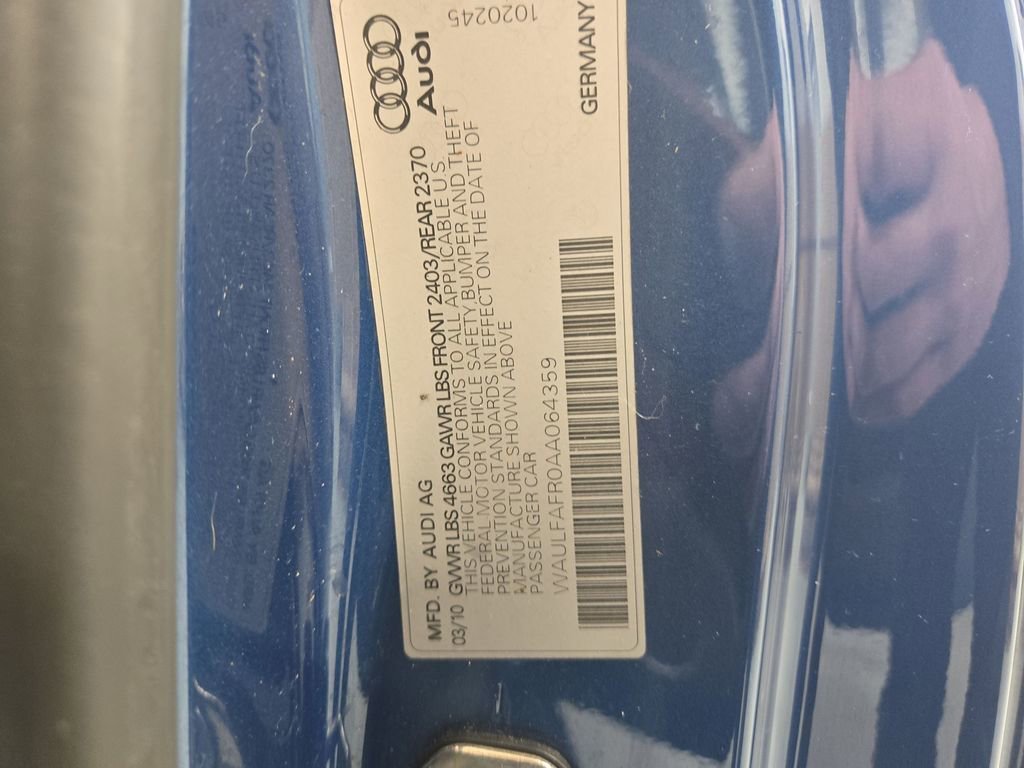 MFD. BY AUDI AG
03/10 GVWR LBS 4663 GAWR LBS FRONT 2403/REAR 2370
THIS VEHICLE CONFORMS TO ALL APPLICABLE U.S.
FEDERAL MOTOR VEHICLE SAFETY, BUMPER AND THEFT
PREVENTION STANDARDS IN EFFECT ON THE DATE OF
MANUFACTURE SHOWN ABOVE
PASSENGER CAR
WAULFAFR0AA064359
Audi
1020245
GERMANY